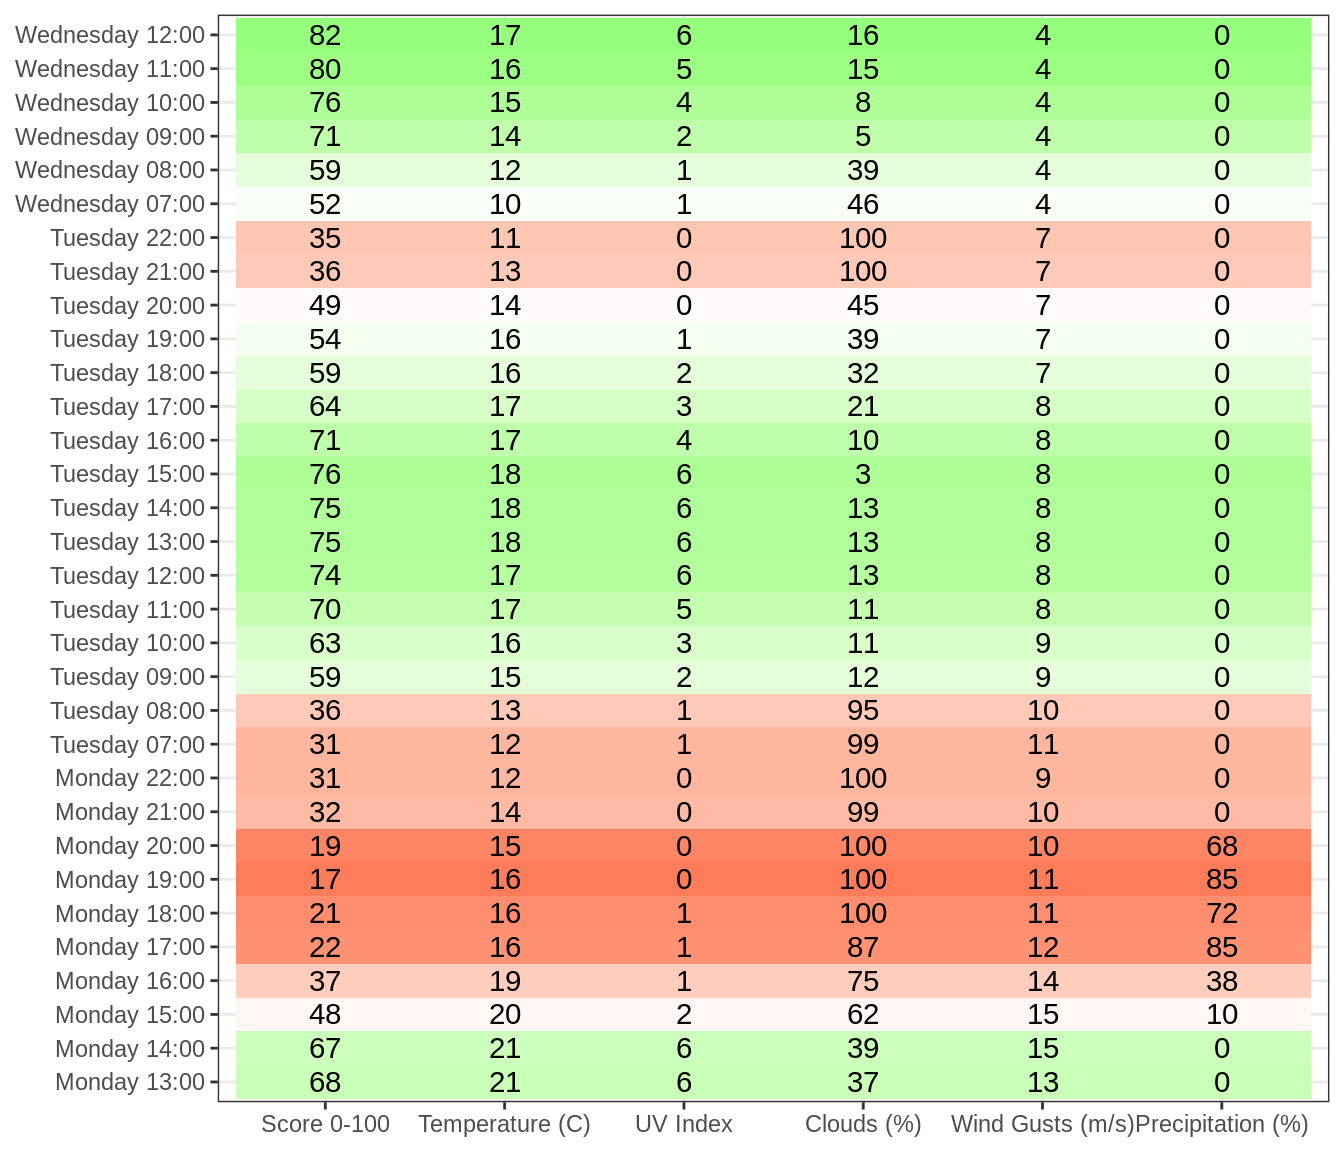 Wednesday 12:00 82 17 6 16 4 0
Wednesday 11:00 80 16 5 15 4 0
Wednesday 10:00 76 15 4 8 4 0
Wednesday 09:00 71 14 2 5 4 0
Wednesday 08:00 59 12 1 39 4 0
Wednesday 07:00 52 10 1 46 4 0
Tuesday 22:00 35 11 0 100 7 0
Tuesday 21:00 36 13 0 100 7 0
Tuesday 20:00 49 14 0 45 7 0
Tuesday 19:00 54 16 1 39 7 0
Tuesday 18:00 59 16 2 32 7 0
Tuesday 17:00 64 17 3 21 8 0
Tuesday 16:00 71 17 4 10 8 0
Tuesday 15:00 76 18 6 3 8 0
Tuesday 14:00 75 18 6 13 8 0
Tuesday 13:00 75 18 6 13 8 0
Tuesday 12:00 74 17 6 13 8 0
Tuesday 11:00 70 17 5 11 8 0
Tuesday 10:00 63 16 3 11 9 0
Tuesday 09:00 59 15 2 12 9 0
Tuesday 08:00 36 13 1 95 10 0
Tuesday 07:00 31 12 1 99 11 0
Monday 22:00 31 12 0 100 9 0
Monday 21:00 32 14 0 99 10 0
Monday 20:00 19 15 0 100 10 68
Monday 19:00 17 16 0 100 11 85
Monday 18:00 21 16 1 100 11 72
Monday 17:00 22 16 1 87 12 85
Monday 16:00 37 19 1 75 14 38
Monday 15:00 48 20 2 62 15 10
Monday 14:00 67 21 6 39 15 0
Monday 13:00 68 21 6 37 13 0
Score 0-100 Temperature (C) UV Index Clouds (%) Wind Gusts (m/s) Precipitation (%)